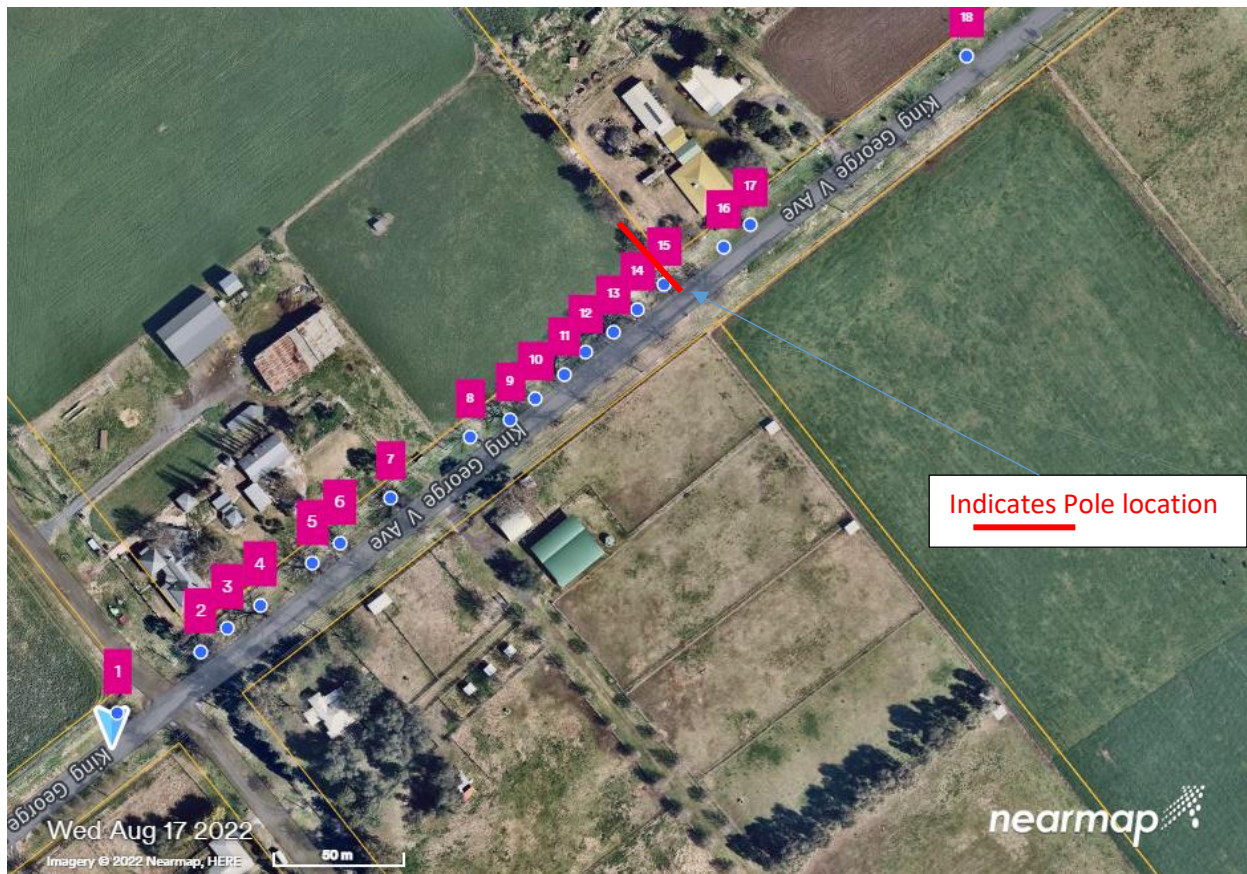 18
King George V Ave
17
16
15
14
13
12
11
10
9
8
King George V Ave
7
Indicates Pole location
6
5
4
3
2
1
King George
Wed Aug 17 2022
Imagery © 2022 Nearmap, HERE
50 m
nearmap